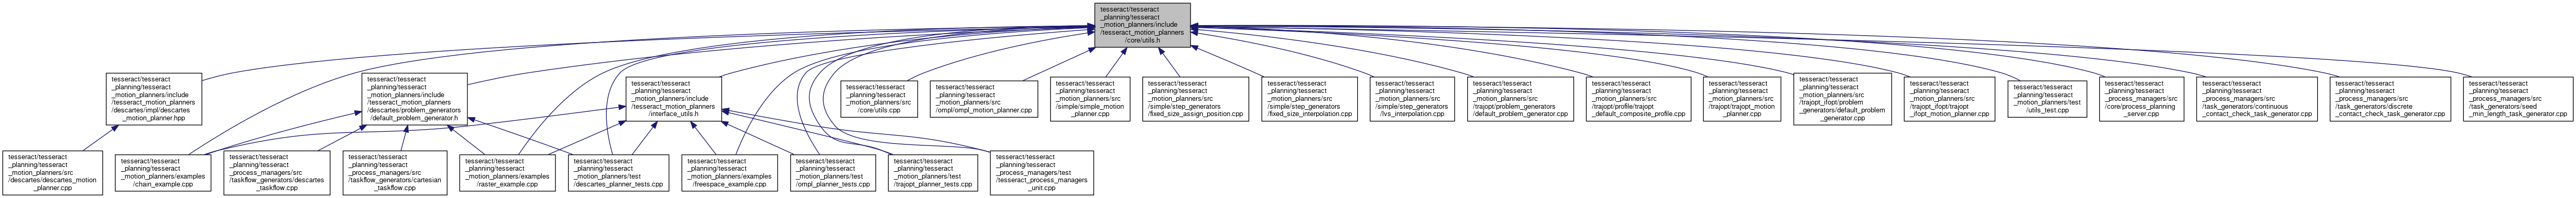 tesseract/tesseract
_planning/tesseract
_motion_planners/include
/tesseract_motion_planners
/core/utils.h
tesseract/tesseract
_planning/tesseract
_motion_planners/include
/tesseract_motion_planners
/descartes/impl/descartes
_motion_planner.hpp
tesseract/tesseract
_planning/tesseract
_motion_planners/include
/tesseract_motion_planners
/descartes/problem_generators
/default_problem_generator.h
tesseract/tesseract
_planning/tesseract
_motion_planners/include
/tesseract_motion_planners
/interface_utils.h
tesseract/tesseract
_planning/tesseract
_motion_planners/src
/core/utils.cpp
tesseract/tesseract
_planning/tesseract
_motion_planners/src
/ompl/ompl_motion_planner.cpp
tesseract/tesseract
_planning/tesseract
_motion_planners/src
/simple/simple_motion
_planner.cpp
tesseract/tesseract
_planning/tesseract
_motion_planners/src
/simple/step_generators
/fixed_size_assign_position.cpp
tesseract/tesseract
_planning/tesseract
_motion_planners/src
/simple/step_generators
/fixed_size_interpolation.cpp
tesseract/tesseract
_planning/tesseract
_motion_planners/src
/simple/step_generators
/lvs_interpolation.cpp
tesseract/tesseract
_planning/tesseract
_motion_planners/src
/trajopt/problem_generators
/default_problem_generator.cpp
tesseract/tesseract
_planning/tesseract
_motion_planners/src
/trajopt/profile/trajopt
_default_composite_profile.cpp
tesseract/tesseract
_planning/tesseract
_motion_planners/src
/trajopt/trajopt_motion
_planner.cpp
tesseract/tesseract
_planning/tesseract
_motion_planners/src
/trajopt_ifopt/problem
_generators/default_problem
_generator.cpp
tesseract/tesseract
_planning/tesseract
_motion_planners/src
/trajopt_ifopt/trajopt
_ifopt_motion_planner.cpp
tesseract/tesseract
_planning/tesseract
_motion_planners/test
/utils_test.cpp
tesseract/tesseract
_planning/tesseract
_process_managers/src
/core/process_planning
_server.cpp
tesseract/tesseract
_planning/tesseract
_process_managers/src
/task_generators/continuous
_contact_check_task_generator.cpp
tesseract/tesseract
_planning/tesseract
_process_managers/src
/task_generators/discrete
_contact_check_task_generator.cpp
tesseract/tesseract
_planning/tesseract
_process_managers/src
/task_generators/seed
_min_length_task_generator.cpp
tesseract/tesseract
_planning/tesseract
_motion_planners/src
/descartes/descartes_motion
_planner.cpp
tesseract/tesseract
_planning/tesseract
_motion_planners/examples
/chain_example.cpp
tesseract/tesseract
_planning/tesseract
_process_managers/src
/taskflow_generators/descartes
_taskflow.cpp
tesseract/tesseract
_planning/tesseract
_process_managers/src
/taskflow_generators/cartesian
_taskflow.cpp
tesseract/tesseract
_planning/tesseract
_motion_planners/examples
/raster_example.cpp
tesseract/tesseract
_planning/tesseract
_motion_planners/test
/descartes_planner_tests.cpp
tesseract/tesseract
_planning/tesseract
_motion_planners/examples
/freespace_example.cpp
tesseract/tesseract
_planning/tesseract
_motion_planners/test
/ompl_planner_tests.cpp
tesseract/tesseract
_planning/tesseract
_motion_planners/test
/trajopt_planner_tests.cpp
tesseract/tesseract
_planning/tesseract
_process_managers/test
/tesseract_process_managers
_unit.cpp